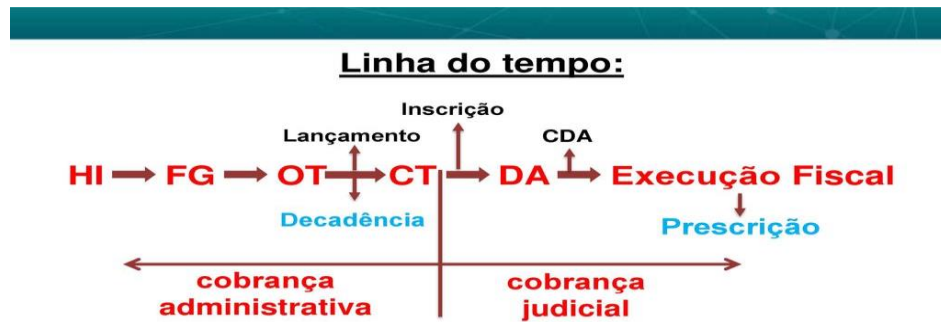 Linha do tempo:
Inscrição
Lançamento
CDA
HI FG OT CT DA Execução Fiscal
Decadência
Prescrição
cobrança administrativa
cobrança judicial